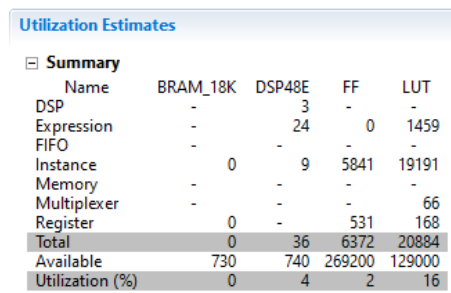 Utilization Estimates
Summary
Name BRAM_18K DSP48E FF LUT
DSP - 3 - -
Expression - 24 0 1459
FIFO - - - -
Instance 0 9 5841 19191
Memory - - - -
Multiplexer - - - 66
Register 0 - 531 168
Total 0 36 6372 20884
Available 730 740 269200 129000
Utilization (%) 0 4 2 16